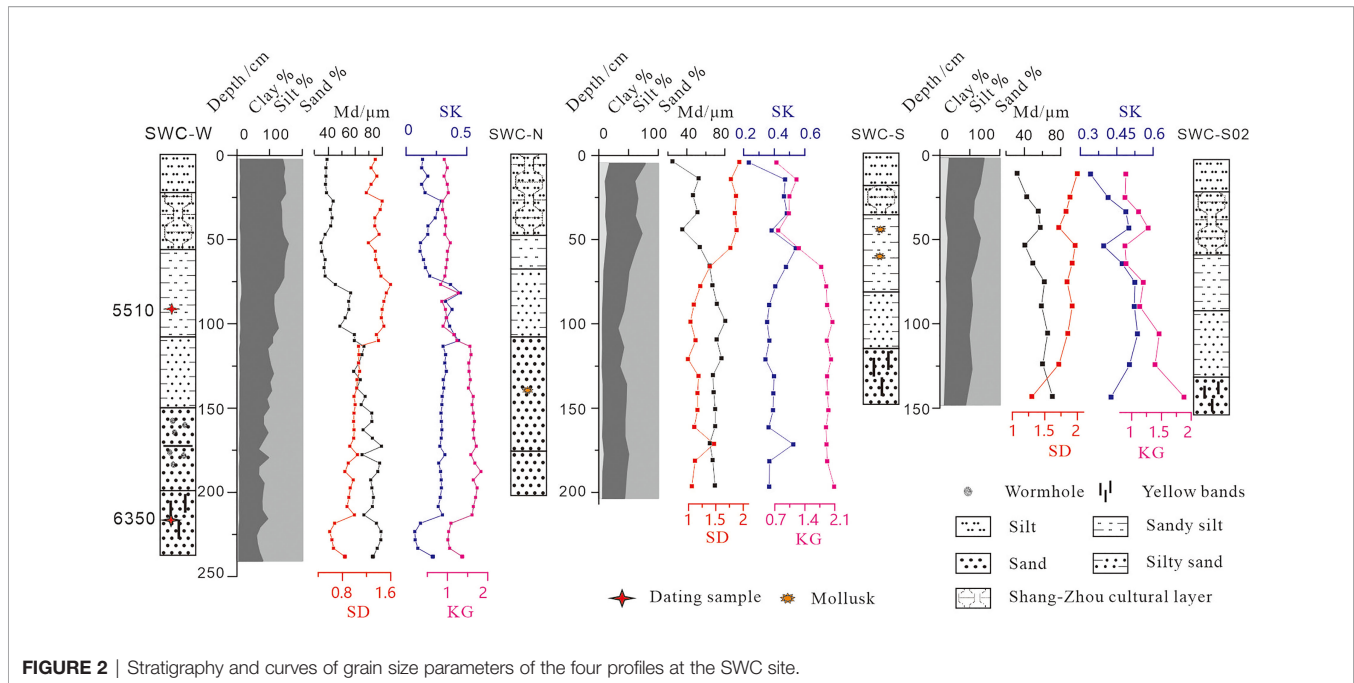 Depth /cm
Clay %
Silt %
Sand %
Md/μm
SK
SWC-W
0 100
40 60 80
0 0.5
0
50
100
150
200
250
5510
6350
0.8 1.6
SD
1 2
KG
SWC-N
Depth /cm
Clay %
Silt %
Sand %
Md/μm
SK
0 100
40 80
0.2 0.4 0.6
0
50
100
150
200
1 1.5 2
SD
0.7 1.4 2.1
KG
SWC-S
Depth /cm
Clay %
Silt %
Sand %
Md/μm
SK
0 100
40 80
0.3 0.45 0.6
SWC-S02
0
50
100
150
1 1.5 2
SD
1 1.5 2
KG
Wormhole
Yellow bands
Silt
Sandy silt
Sand
Silty sand
Dating sample
Mollusk
Shang-Zhou cultural layer
FIGURE 2 | Stratigraphy and curves of grain size parameters of the four profiles at the SWC site.